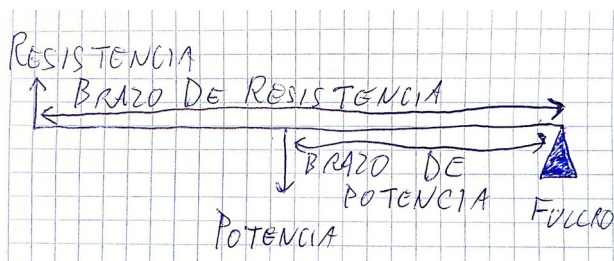 RESISTENCIA
BRAZO DE RESISTENCIA
BRAZO DE
POTENCIA
FULCRO
POTENCIA